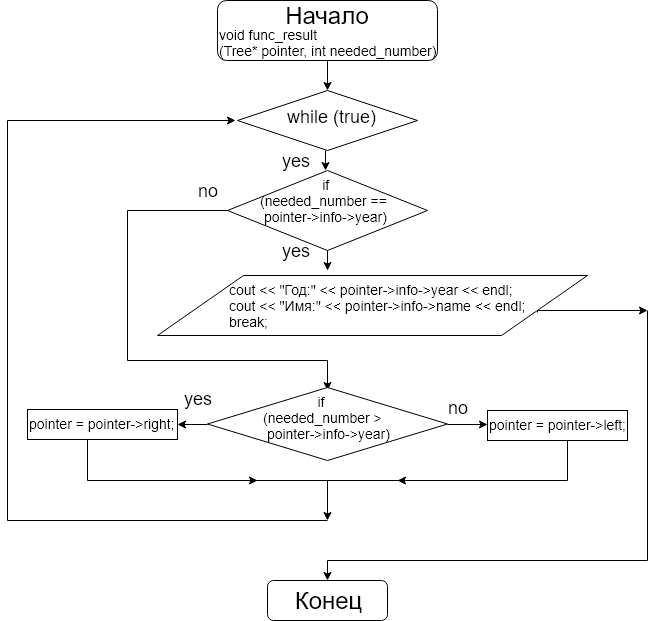 Начало
void func_result
(Tree* pointer, int needed_number)
while (true)
yes
if
(needed_number ==
pointer->info->year)
no
yes
cout << "Год:" << pointer->info->year << endl;
cout << "Имя:" << pointer->info->name << endl;
break;
if
(needed_number >
pointer->info->year)
yes
no
pointer = pointer->right;
pointer = pointer->left;
Конец